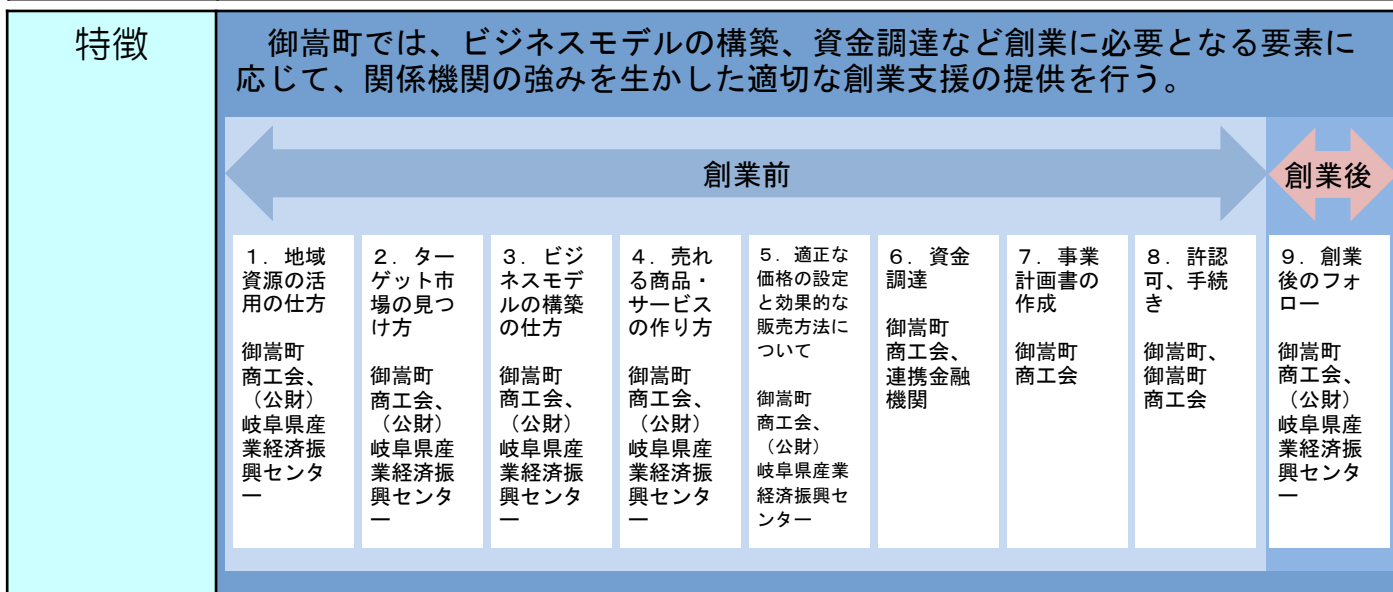 特徴
御嵩町では、ビジネスモデルの構築、資金調達など創業に必要となる要素に
応じて、関係機関の強みを生かした適切な創業支援の提供を行う。
創業前
創業後
１．地域
資源の活
用の仕方
御嵩町
商工会、
（公財）
岐阜県産
業経済振
興センタ
ー
２．ター
ゲット市
場の見つ
け方
御嵩町
商工会、
（公財）
岐阜県産
業経済振
興センタ
ー
３．ビジ
ネスモデ
ルの構築
の仕方
御嵩町
商工会、
（公財）
岐阜県産
業経済振
興センタ
ー
４．売れ
る商品・
サービス
の作り方
御嵩町
商工会、
（公財）
岐阜県産
業経済振
興センタ
ー
５．適正な
価格の設定
と効果的な
販売方法に
ついて
御嵩町
商工会、
（公財）
岐阜県産業
経済振興セ
ンター
６．資金
調達
御嵩町
商工会、
連携金融
機関
７．事業
計画書の
作成
御嵩町
商工会
８．許認
可、手続
き
御嵩町、
御嵩町
商工会
９．創業
後のフォ
ロー
御嵩町
商工会、
（公財）
岐阜県産
業経済振
興センタ
ー